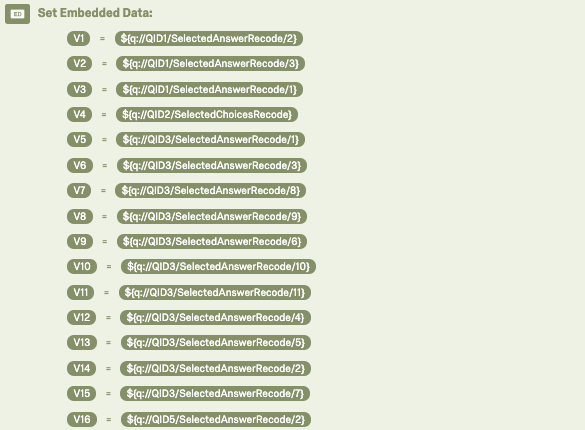 ED Set Embedded Data:
V1 = ${q://QID1/SelectedAnswerRecode/2}
V2 = ${q://QID1/SelectedAnswerRecode/3}
V3 = ${q://QID1/SelectedAnswerRecode/1}
V4 = ${q://QID2/SelectedChoicesRecode}
V5 = ${q://QID3/SelectedAnswerRecode/1}
V6 = ${q://QID3/SelectedAnswerRecode/3}
V7 = ${q://QID3/SelectedAnswerRecode/8}
V8 = ${q://QID3/SelectedAnswerRecode/9}
V9 = ${q://QID3/SelectedAnswerRecode/6}
V10 = ${q://QID3/SelectedAnswerRecode/10}
V11 = ${q://QID3/SelectedAnswerRecode/11}
V12 = ${q://QID3/SelectedAnswerRecode/4}
V13 = ${q://QID3/SelectedAnswerRecode/5}
V14 = ${q://QID3/SelectedAnswerRecode/2}
V15 = ${q://QID3/SelectedAnswerRecode/7}
V16 = ${q://QID5/SelectedAnswerRecode/2}